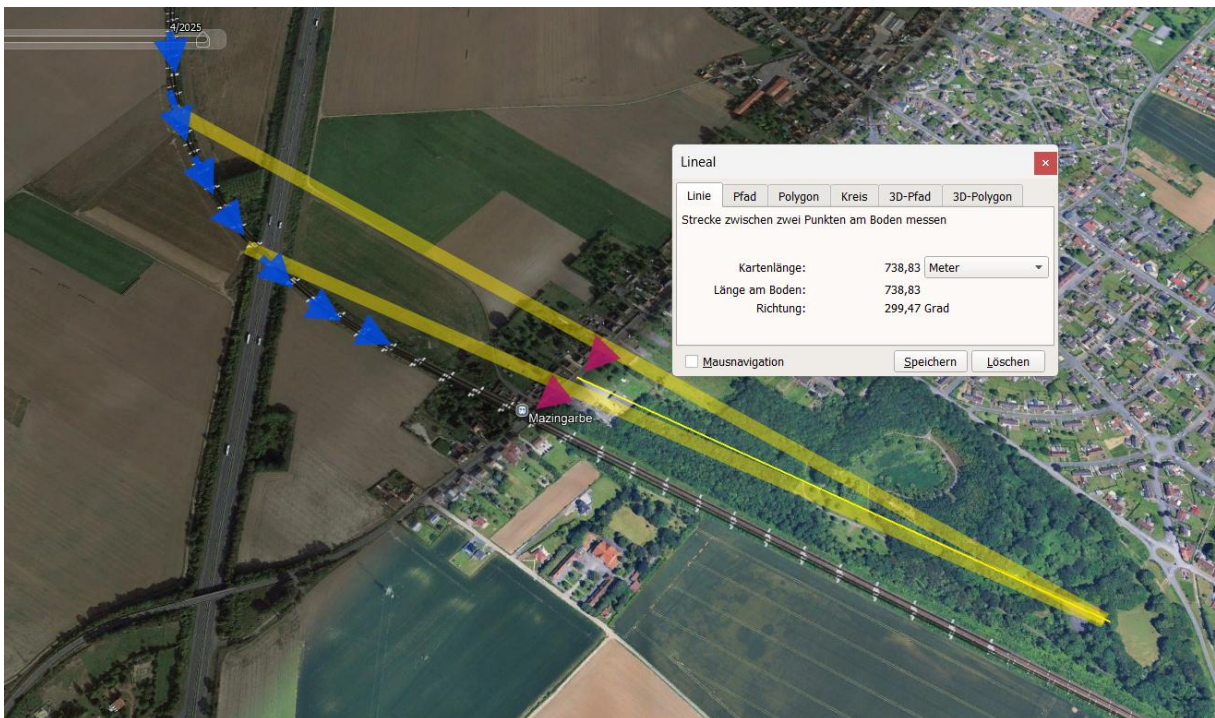 4/2025
Lineal
Linie Pfad Polygon Kreis 3D-Pfad 3D-Polygon
Strecke zwischen zwei Punkten am Boden messen
Kartenlänge: 738,83 Meter
Länge am Boden: 738,83
Richtung: 299,47 Grad
Mausnavigation Speichern Löschen
Mazingarbe